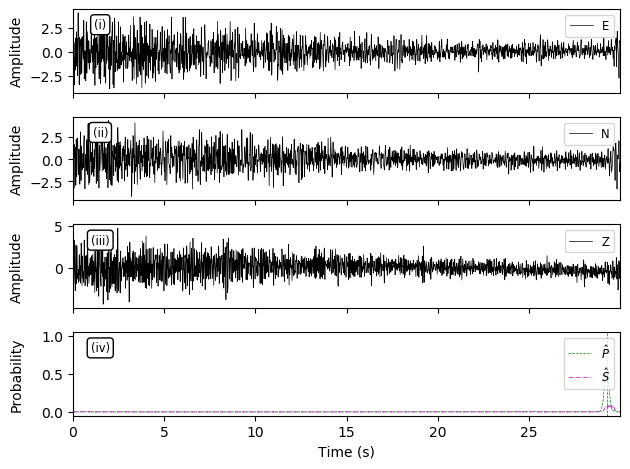 Amplitude
2.5
0.0
−2.5
(i)
E
Amplitude
2.5
0.0
−2.5
(ii)
N
Amplitude
5
0
(iii)
Z
Probability
1.0
0.5
0.0
(iv)
P̂
Ŝ
0 5 10 15 20 25
Time (s)